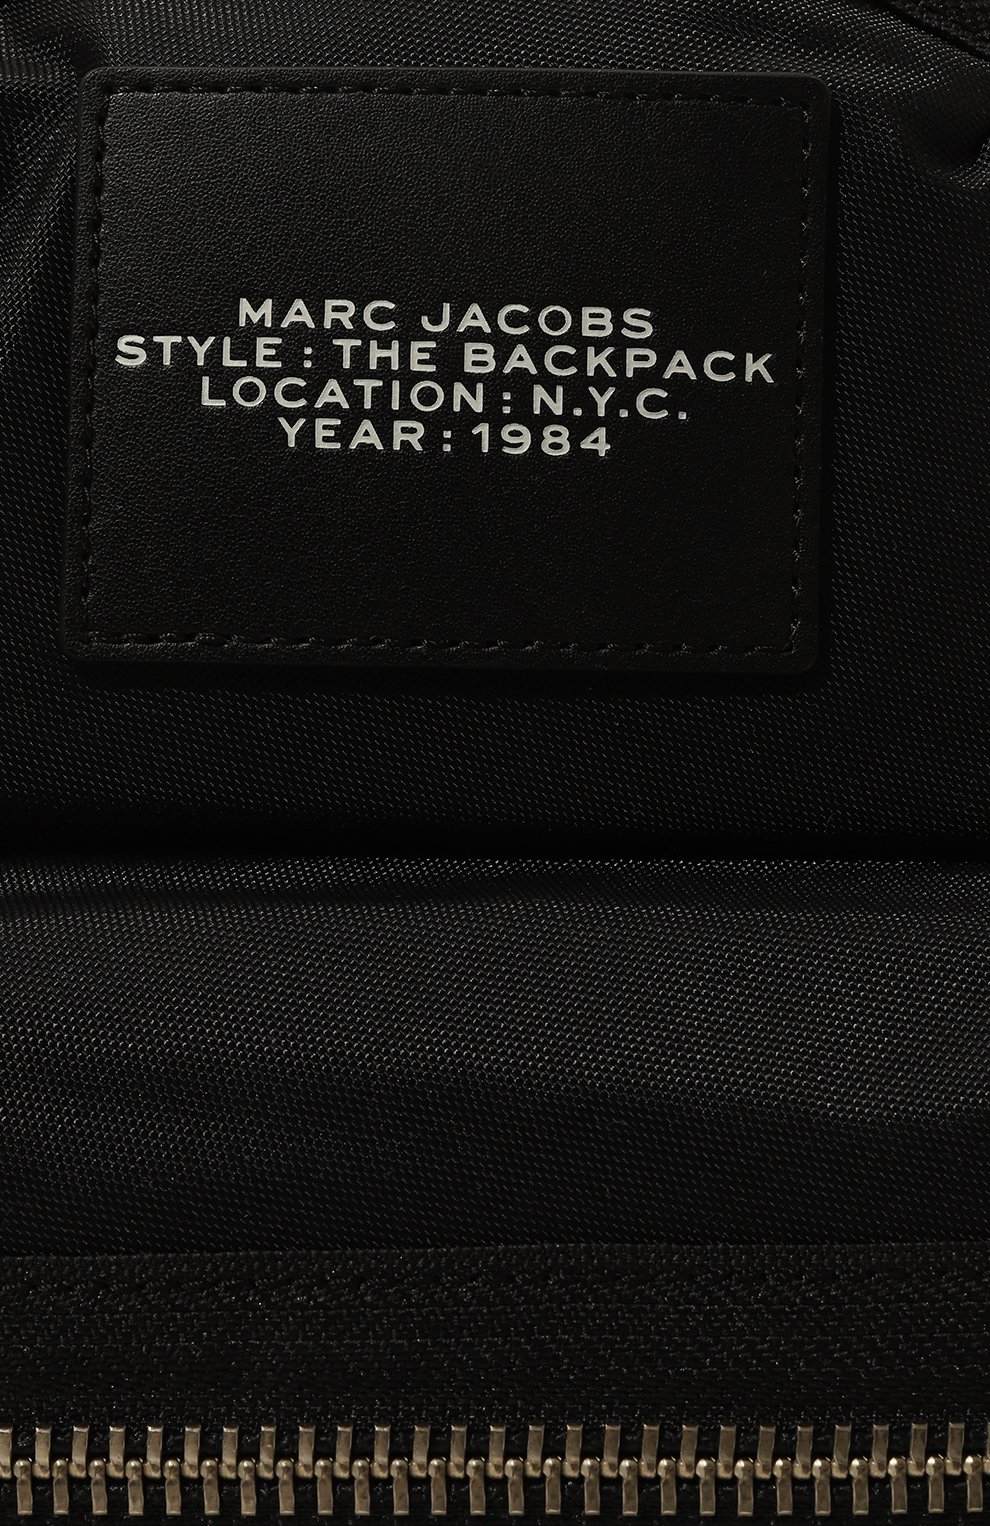 MARC JACOBS
STYLE : THE BACKPACK
LOCATION : N.Y.C.
YEAR : 1984